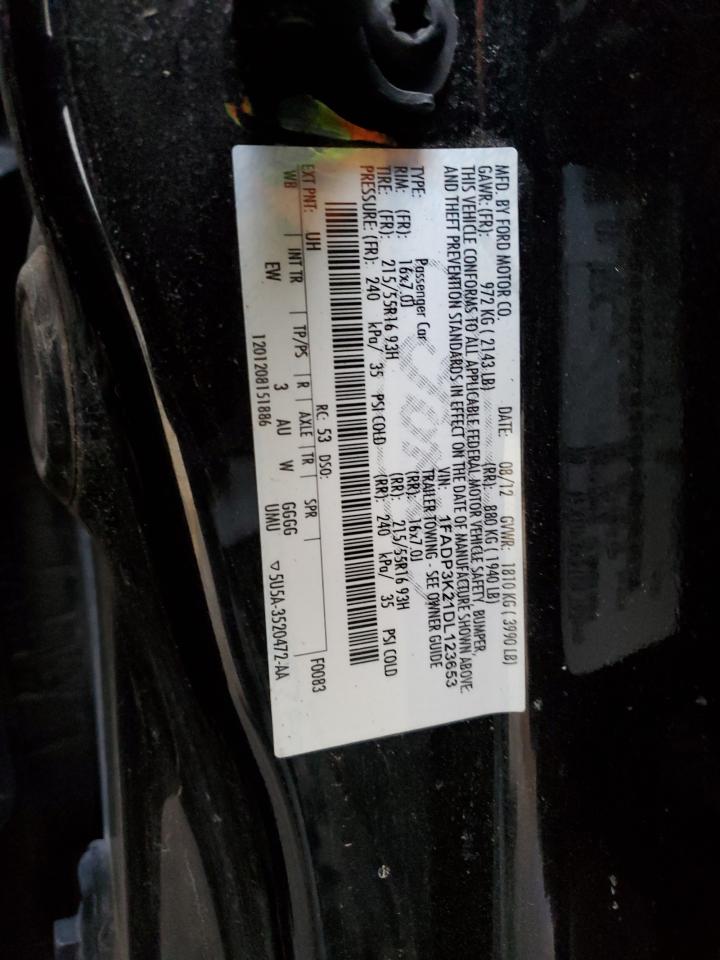 MFD. BY FORD MOTOR CO. DATE: 08/12 GVWR: 1810 KG ( 3990 LB)
GAWR: (FR): 972 KG ( 2143 LB) (RR): 880 KG ( 1940 LB)
THIS VEHICLE CONFORMS TO ALL APPLICABLE FEDERAL MOTOR VEHICLE SAFETY, BUMPER,
AND THEFT PREVENTION STANDARDS IN EFFECT ON THE DATE OF MANUFACTURE SHOWN ABOVE.
VIN: 1FADP3K21DL123653
TYPE: Passenger Car TRAILER TOWING - SEE OWNER GUIDE
RIM: (FR): 16x7.0J (RR): 16x7.0J
TIRE: (FR): 215/55R16 93H (RR): 215/55R16 93H
PRESSURE: (FR): 240 kPa/ 35 PSI COLD (RR): 240 kPa/ 35 PSI COLD
F0083
EXT PNT: UH RC: 53 DSO:
WB INT TR TP/PS R AXLE TR SPR
EW 3 AU W GGGG
UMU
1201208151886 5U5A-3520472-AA